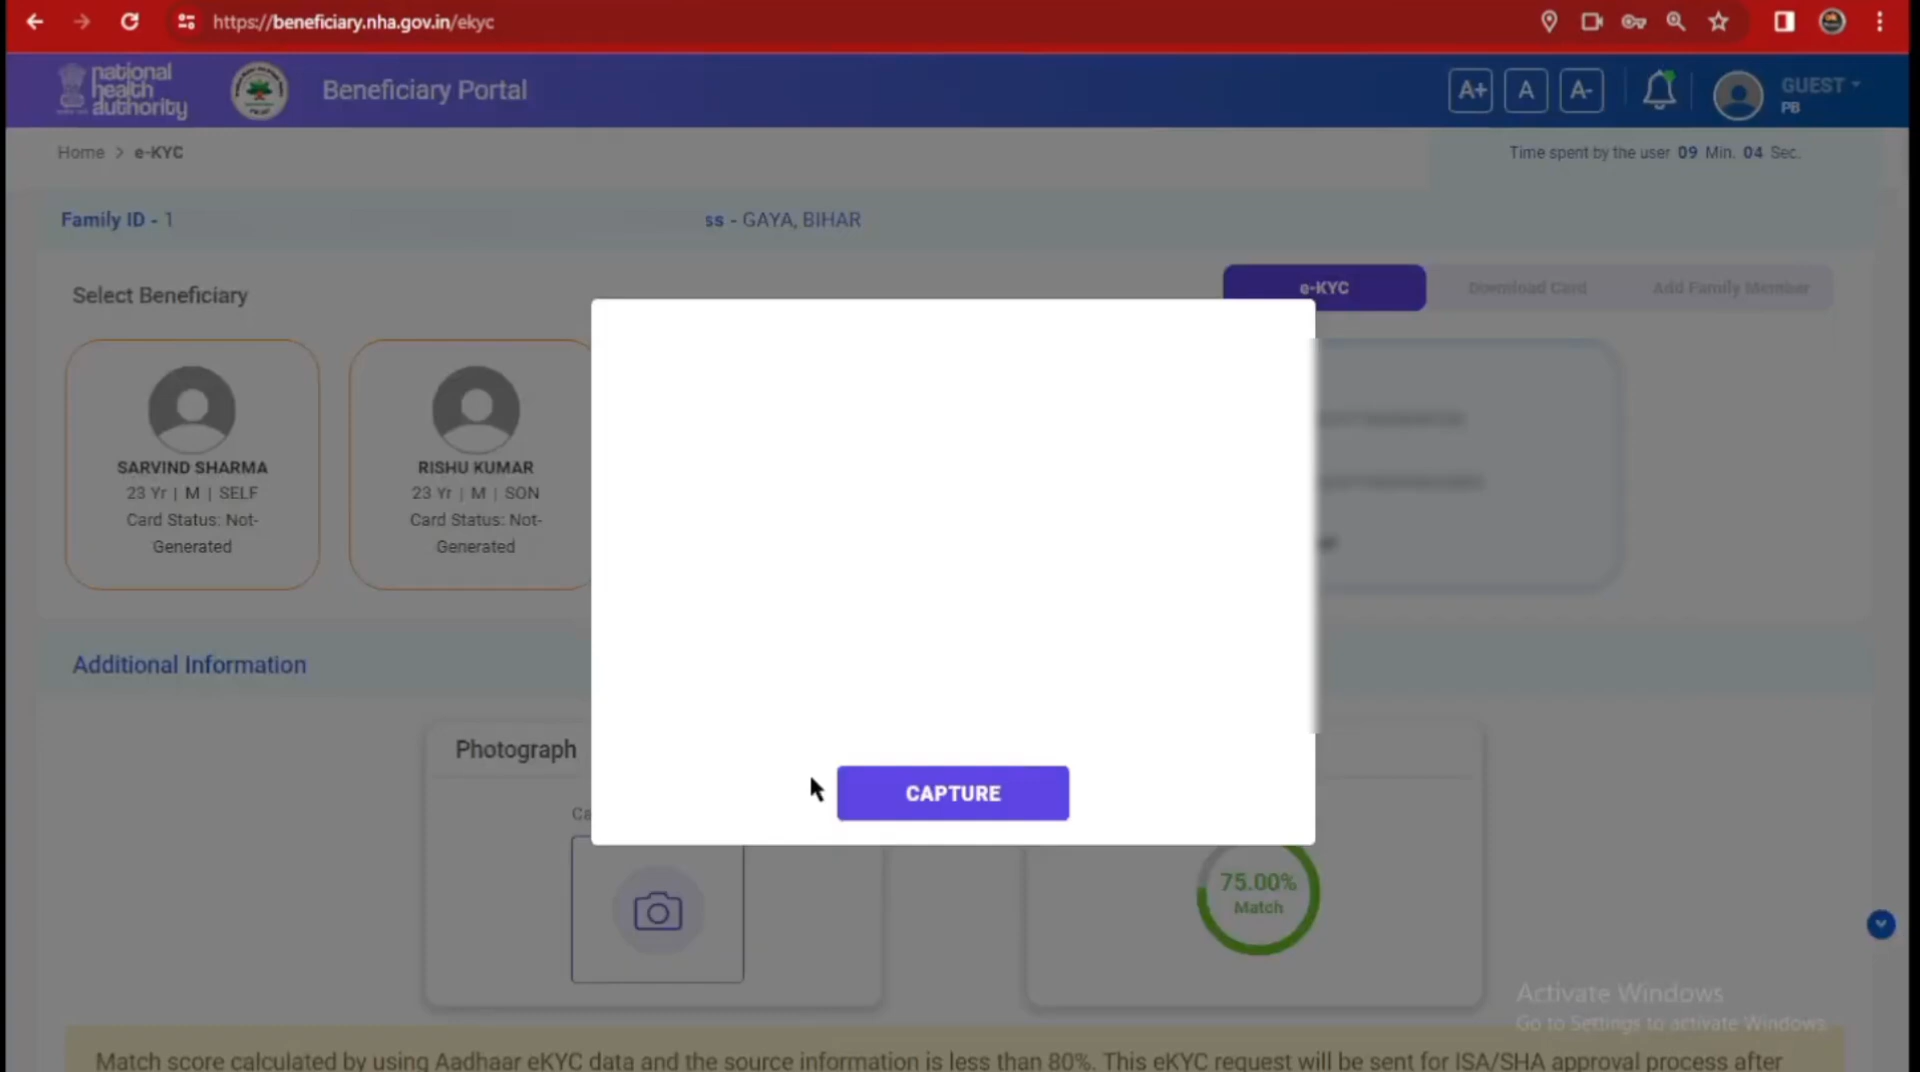 https://beneficiary.nha.gov.in/ekyc
national
health
authority
Beneficiary Portal
A+ A A-
GUEST
PB
Home > e-KYC
Time spent by the user 09 Min. 04 Sec.
Family ID - 1
ss - GAYA, BIHAR
Select Beneficiary
e-KYC Download Card Add Family Member
SARVIND SHARMA
23 Yr | M | SELF
Card Status: Not-
Generated
RISHU KUMAR
23 Yr | M | SON
Card Status: Not-
Generated
Additional Information
Photograph
Ca
CAPTURE
75.00%
Match
Activate Windows
Go to Settings to activate Windows.
Match score calculated by using Aadhaar eKYC data and the source information is less than 80%. This eKYC request will be sent for ISA/SHA approval process after